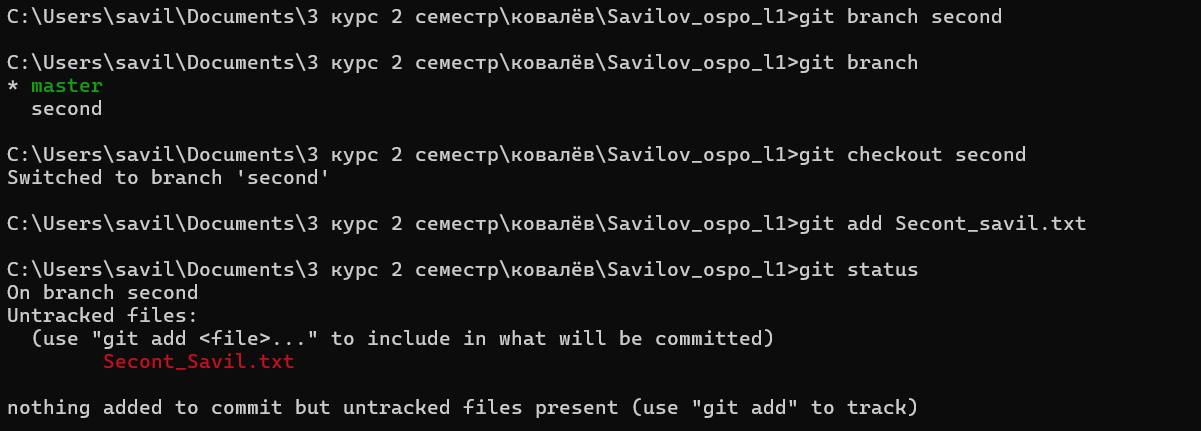 C:\Users\savil\Documents\3 курс 2 семестр\ковалёв\Savilov_ospo_l1>git branch second
C:\Users\savil\Documents\3 курс 2 семестр\ковалёв\Savilov_ospo_l1>git branch
* master
  second
C:\Users\savil\Documents\3 курс 2 семестр\ковалёв\Savilov_ospo_l1>git checkout second
Switched to branch 'second'
C:\Users\savil\Documents\3 курс 2 семестр\ковалёв\Savilov_ospo_l1>git add Secont_savil.txt
C:\Users\savil\Documents\3 курс 2 семестр\ковалёв\Savilov_ospo_l1>git status
On branch second
Untracked files:
  (use "git add <file>..." to include in what will be committed)
        Secont_Savil.txt
nothing added to commit but untracked files present (use "git add" to track)